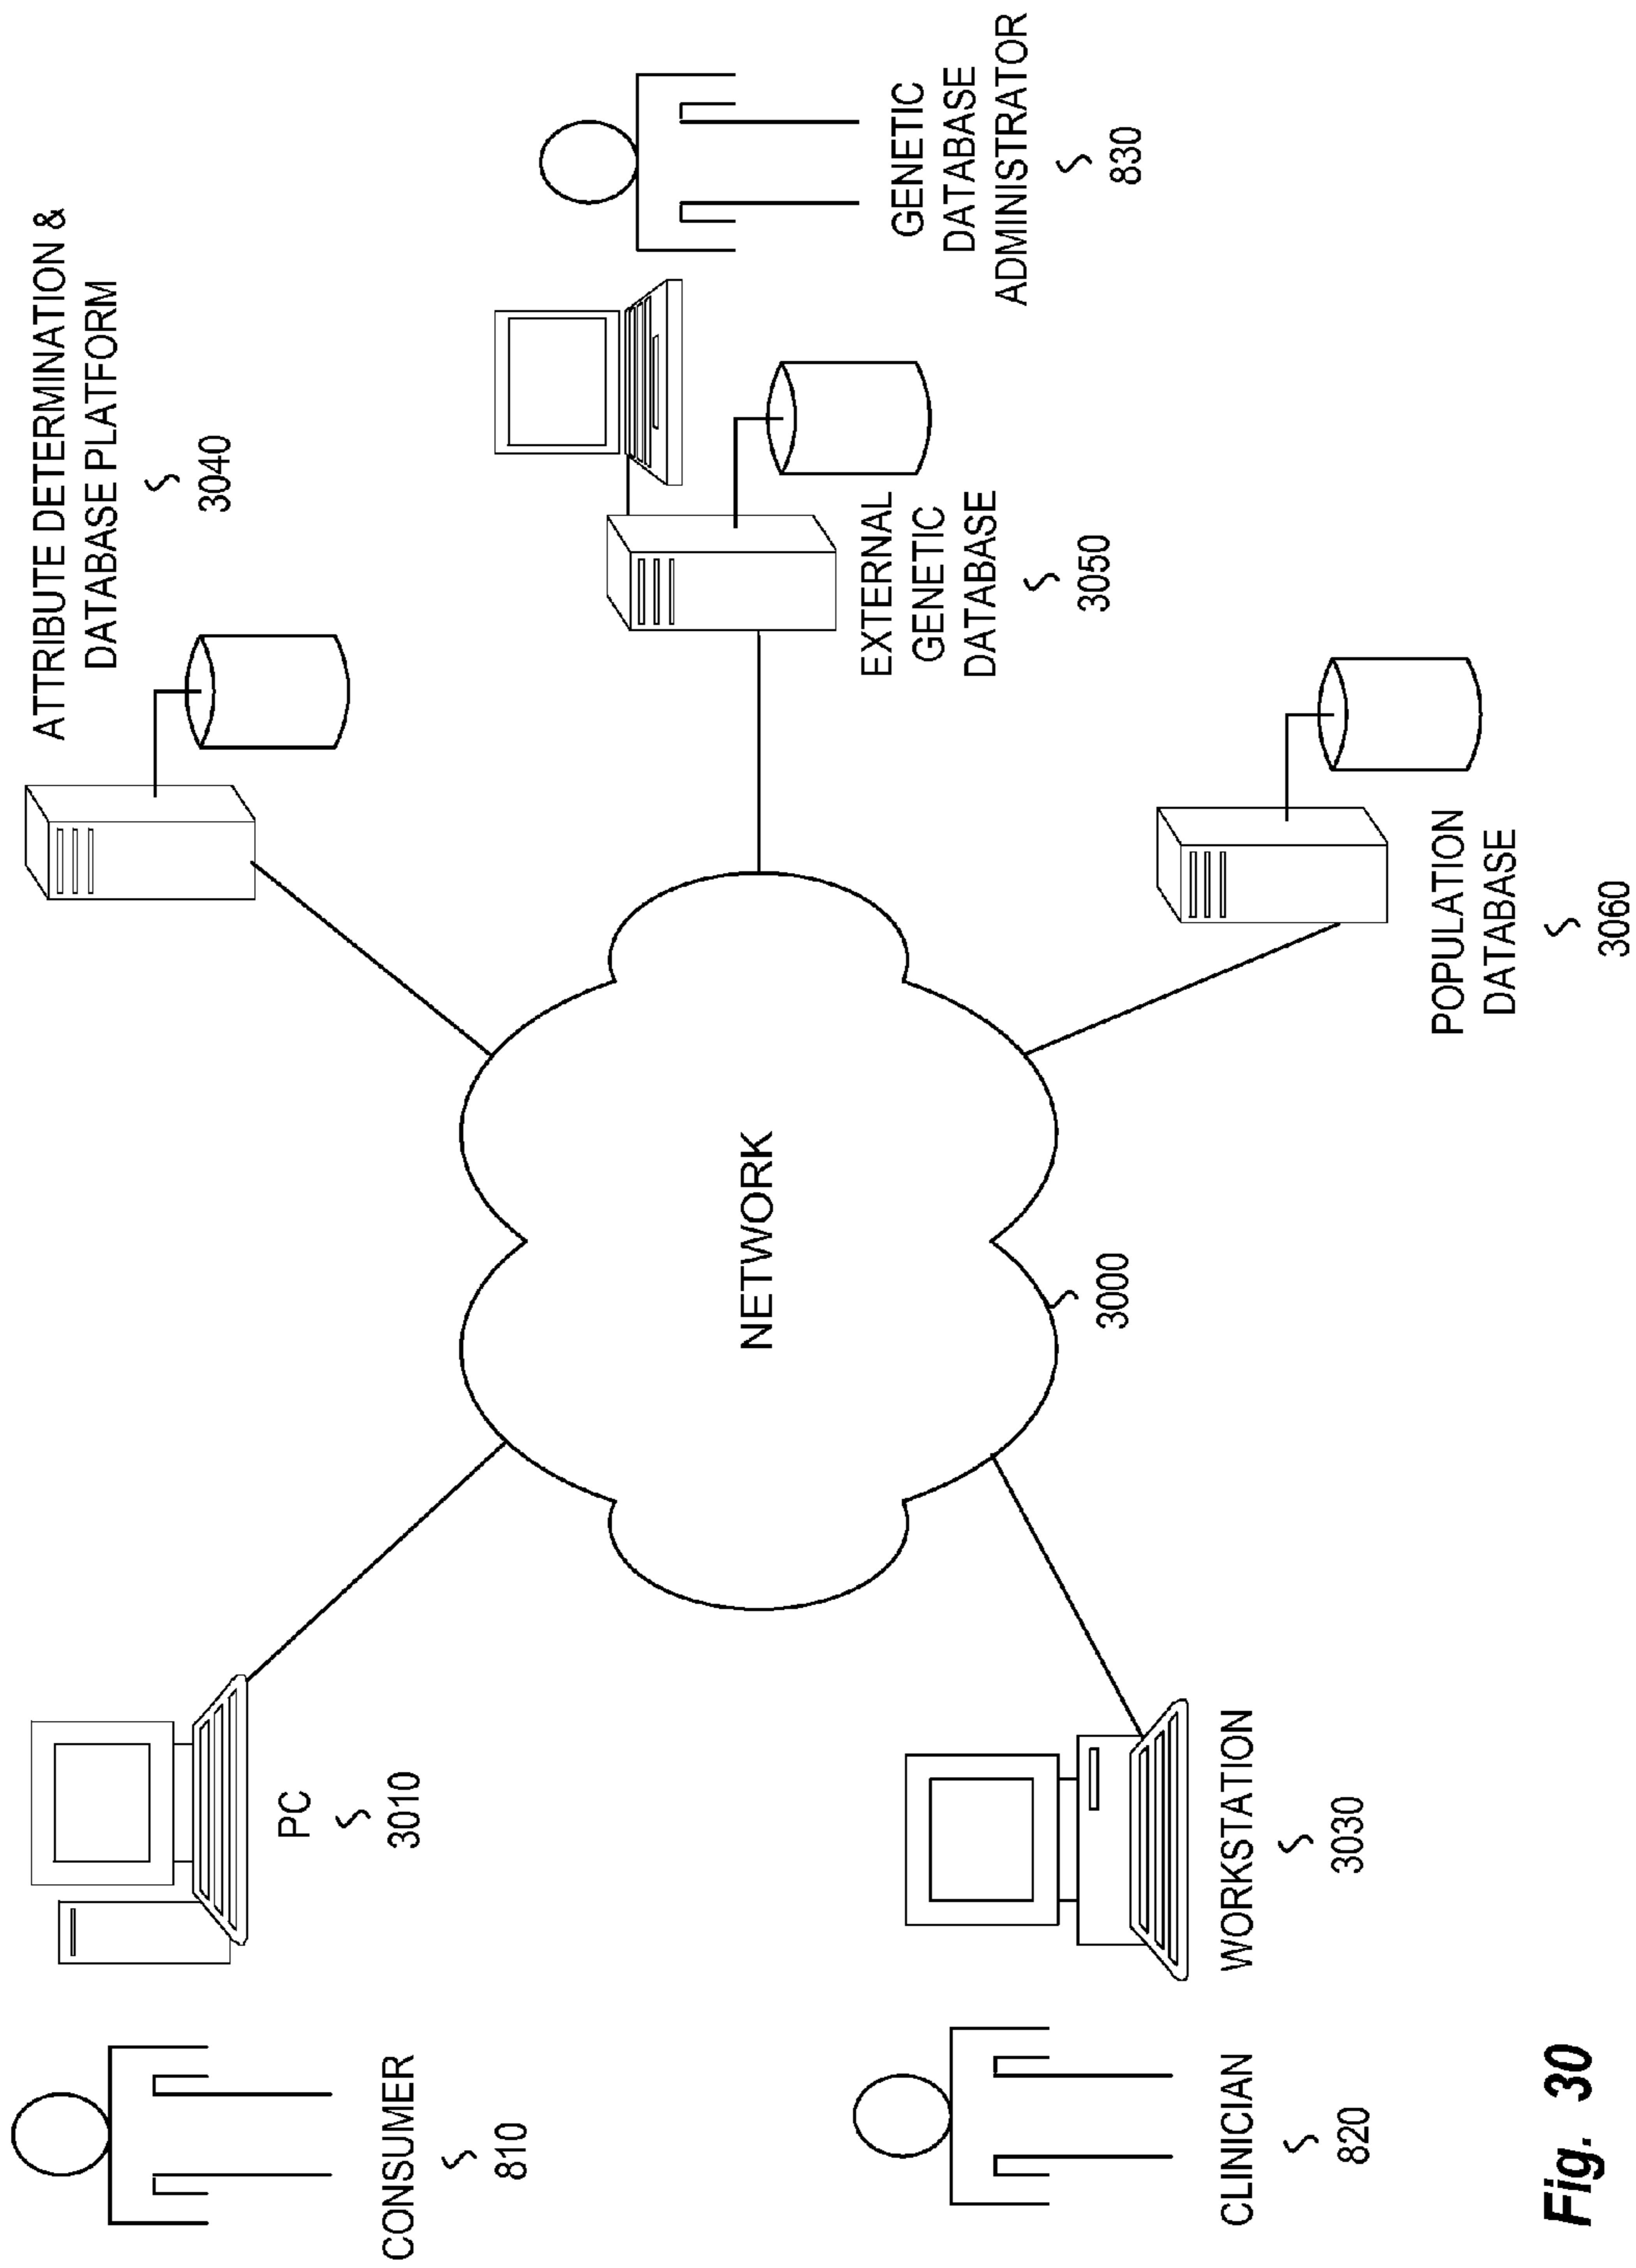 CONSUMER
810
PC
3010
ATTRIBUTE DETERMINATION &
DATABASE PLATFORM
3040
NETWORK
3000
EXTERNAL
GENETIC
DATABASE
3050
GENETIC
DATABASE
ADMINISTRATOR
830
CLINICIAN
820
WORKSTATION
3030
POPULATION
DATABASE
3060
Fig. 30